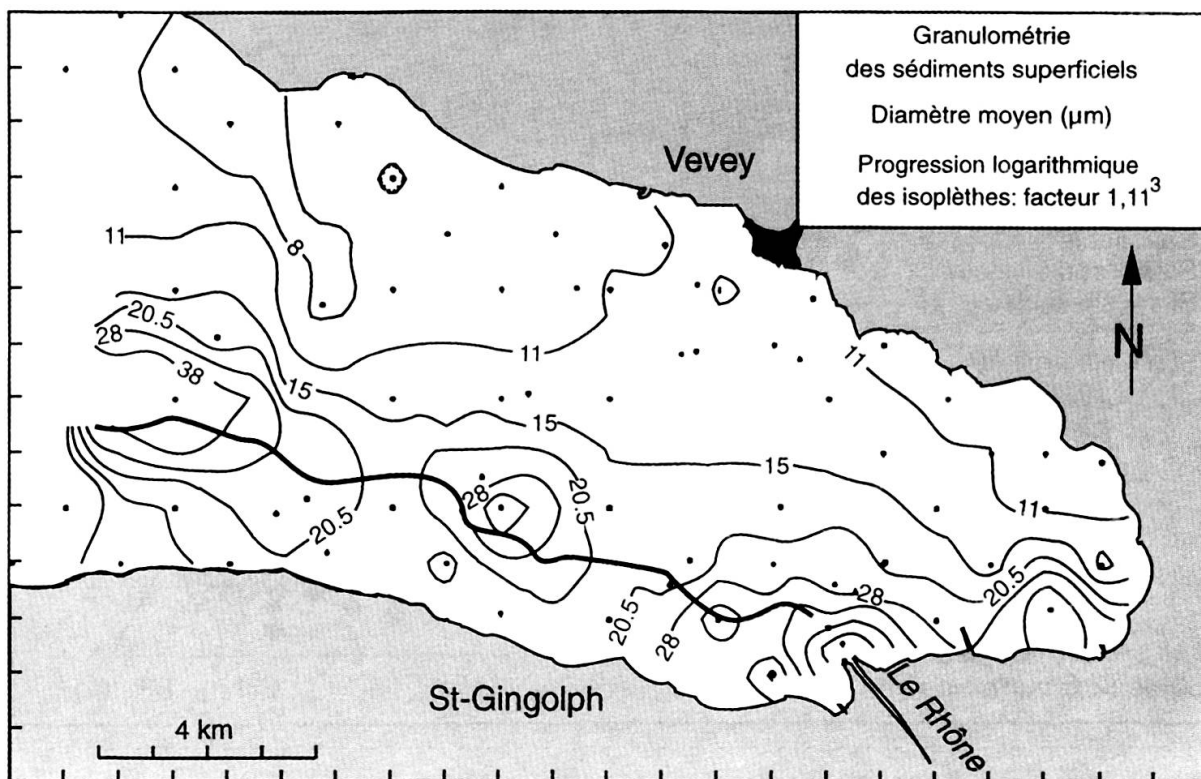 Granulométrie
des sédiments superficiels
Diamètre moyen (µm)
Progression logarithmique
des isoplèthes: facteur 1,11³
Vevey
N
11
8
20.5
28
38
15
11
11
15
15
11
28
20.5
20.5
20.5
28
20.5
28
St-Gingolph
Le Rhône
4 km